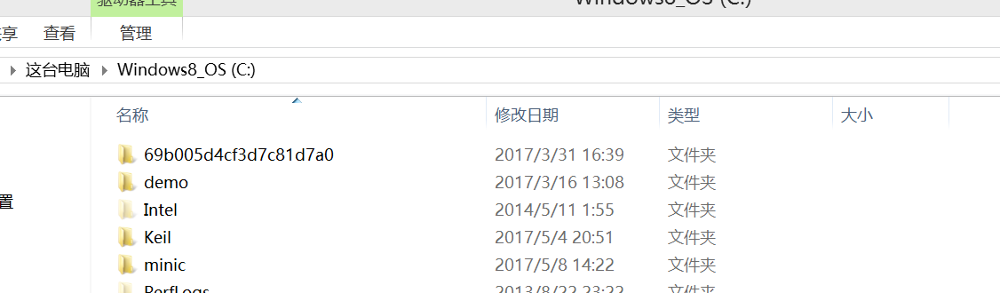 驱动器工具
Windows8_OS (C:)
共享 查看 管理
这台电脑 Windows8_OS (C:)
名称 修改日期 类型 大小
69b005d4cf3d7c81d7a0 2017/3/31 16:39 文件夹
demo 2017/3/16 13:08 文件夹
置
Intel 2014/5/11 1:55 文件夹
Keil 2017/5/4 20:51 文件夹
minic 2017/5/8 14:22 文件夹
PerfLogs 2013/8/22 23:22 文件夹